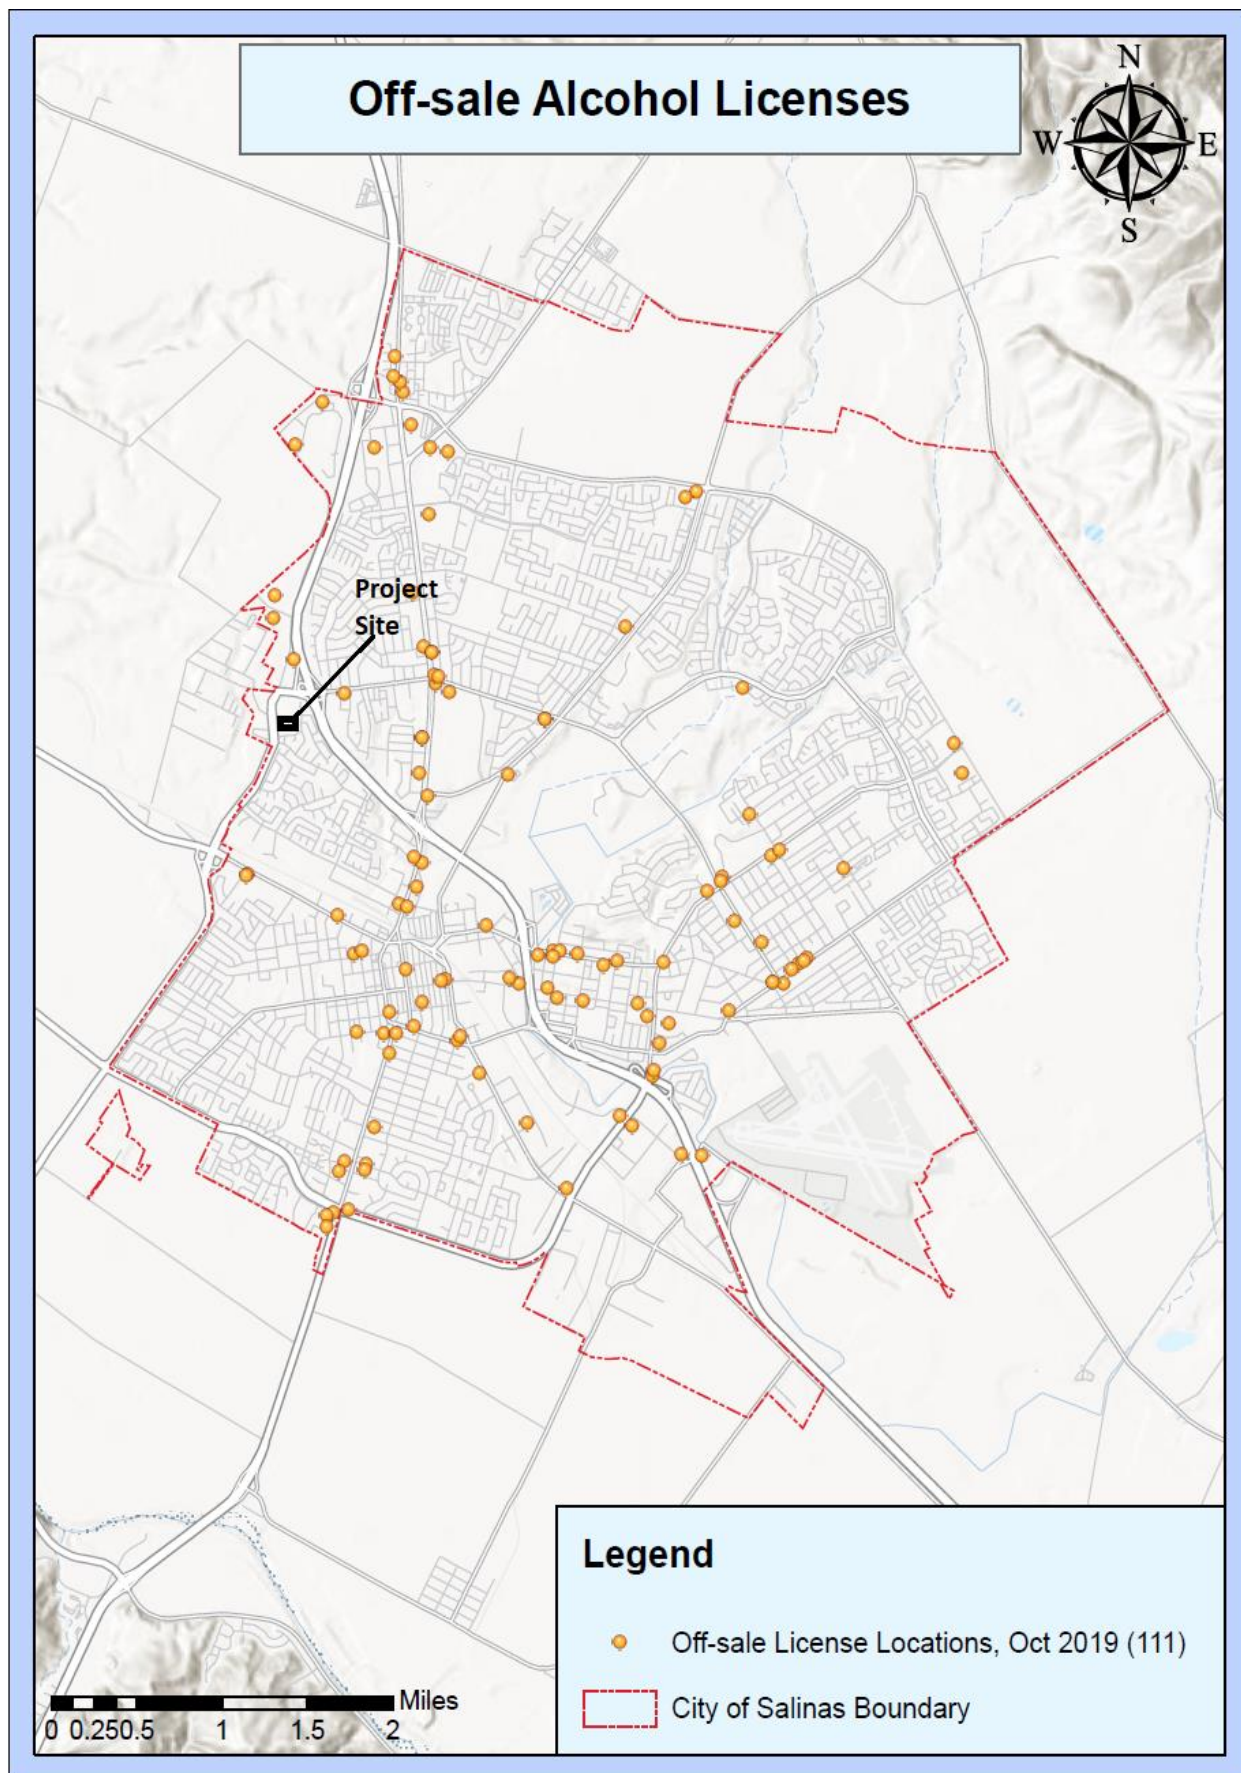 Off-sale Alcohol Licenses
N
W E
S
Project
Site
Legend
Off-sale License Locations, Oct 2019 (111)
City of Salinas Boundary
Miles
0 0.250.5 1 1.5 2